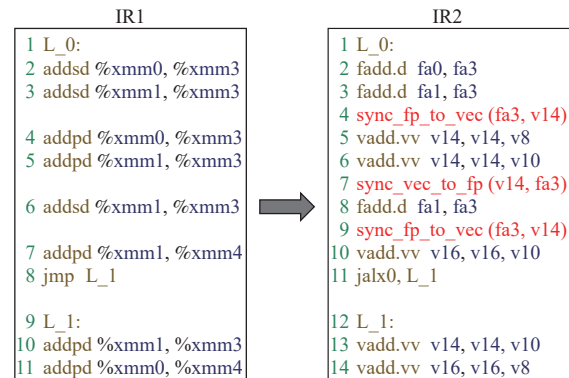 IR1
1 L_0:
2 addsd %xmm0, %xmm3
3 addsd %xmm1, %xmm3
4 addpd %xmm0, %xmm3
5 addpd %xmm1, %xmm3
6 addsd %xmm1, %xmm3
7 addpd %xmm1, %xmm4
8 jmp L_1
9 L_1:
10 addpd %xmm1, %xmm3
11 addpd %xmm0, %xmm4
IR2
1 L_0:
2 fadd.d fa0, fa3
3 fadd.d fa1, fa3
4 sync_fp_to_vec (fa3, v14)
5 vadd.vv v14, v14, v8
6 vadd.vv v14, v14, v10
7 sync_vec_to_fp (v14, fa3)
8 fadd.d fa1, fa3
9 sync_fp_to_vec (fa3, v14)
10 vadd.vv v16, v16, v10
11 jalx0, L_1
12 L_1:
13 vadd.vv v14, v14, v10
14 vadd.vv v16, v16, v8